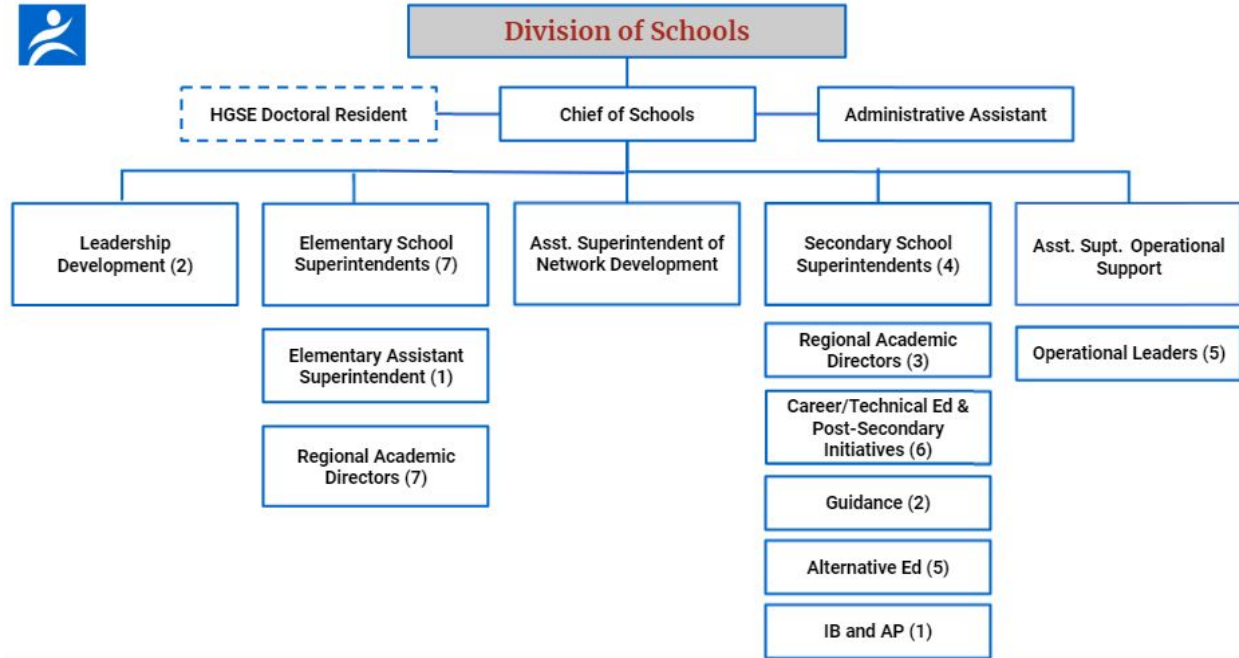 Division of Schools
HGSE Doctoral Resident
Chief of Schools
Administrative Assistant
Leadership
Development (2)
Elementary School
Superintendents (7)
Asst. Superintendent of
Network Development
Secondary School
Superintendents (4)
Asst. Supt. Operational
Support
Elementary Assistant
Superintendent (1)
Regional Academic
Directors (7)
Regional Academic
Directors (3)
Career/Technical Ed &
Post-Secondary
Initiatives (6)
Guidance (2)
Alternative Ed (5)
IB and AP (1)
Operational Leaders (5)